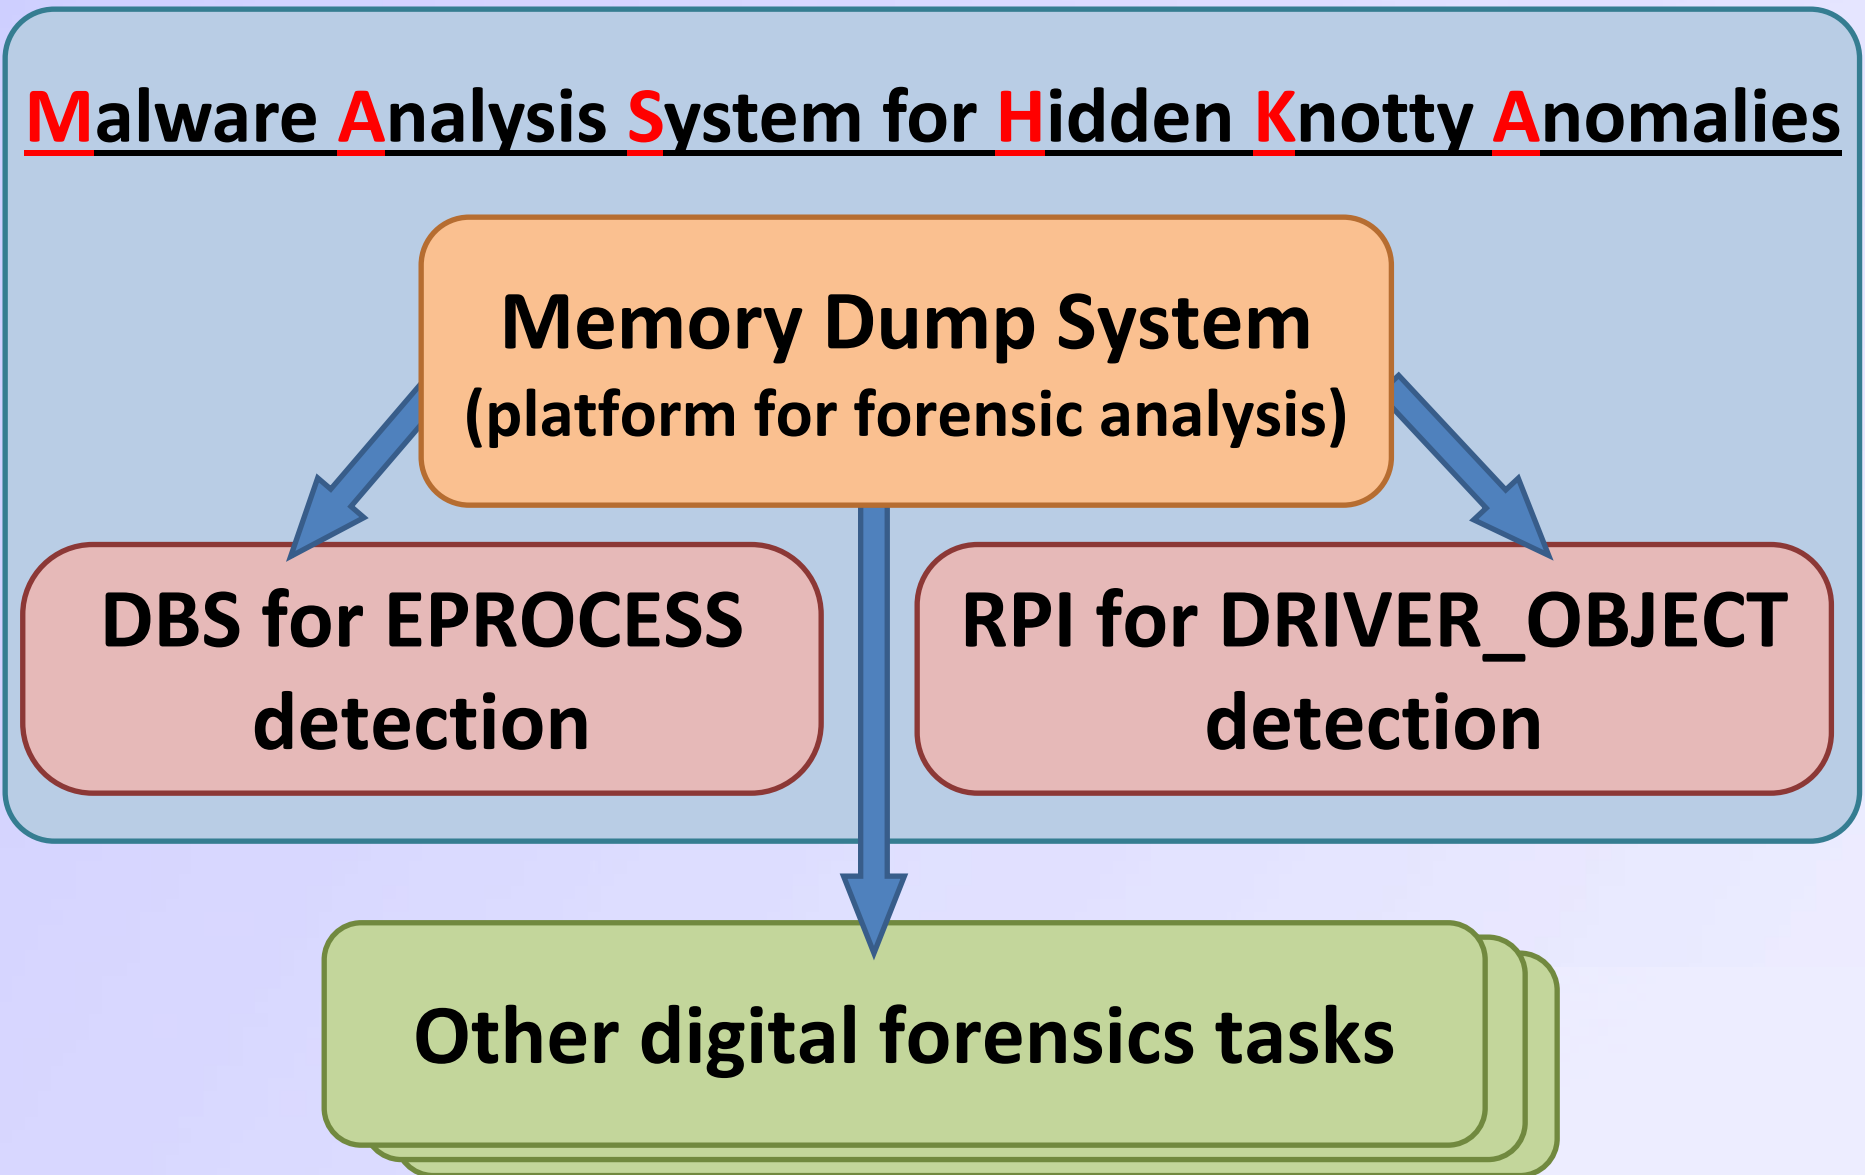 Malware Analysis System for Hidden Knotty Anomalies
Memory Dump System
(platform for forensic analysis)
DBS for EPROCESS
detection
RPI for DRIVER_OBJECT
detection
Other digital forensics tasks